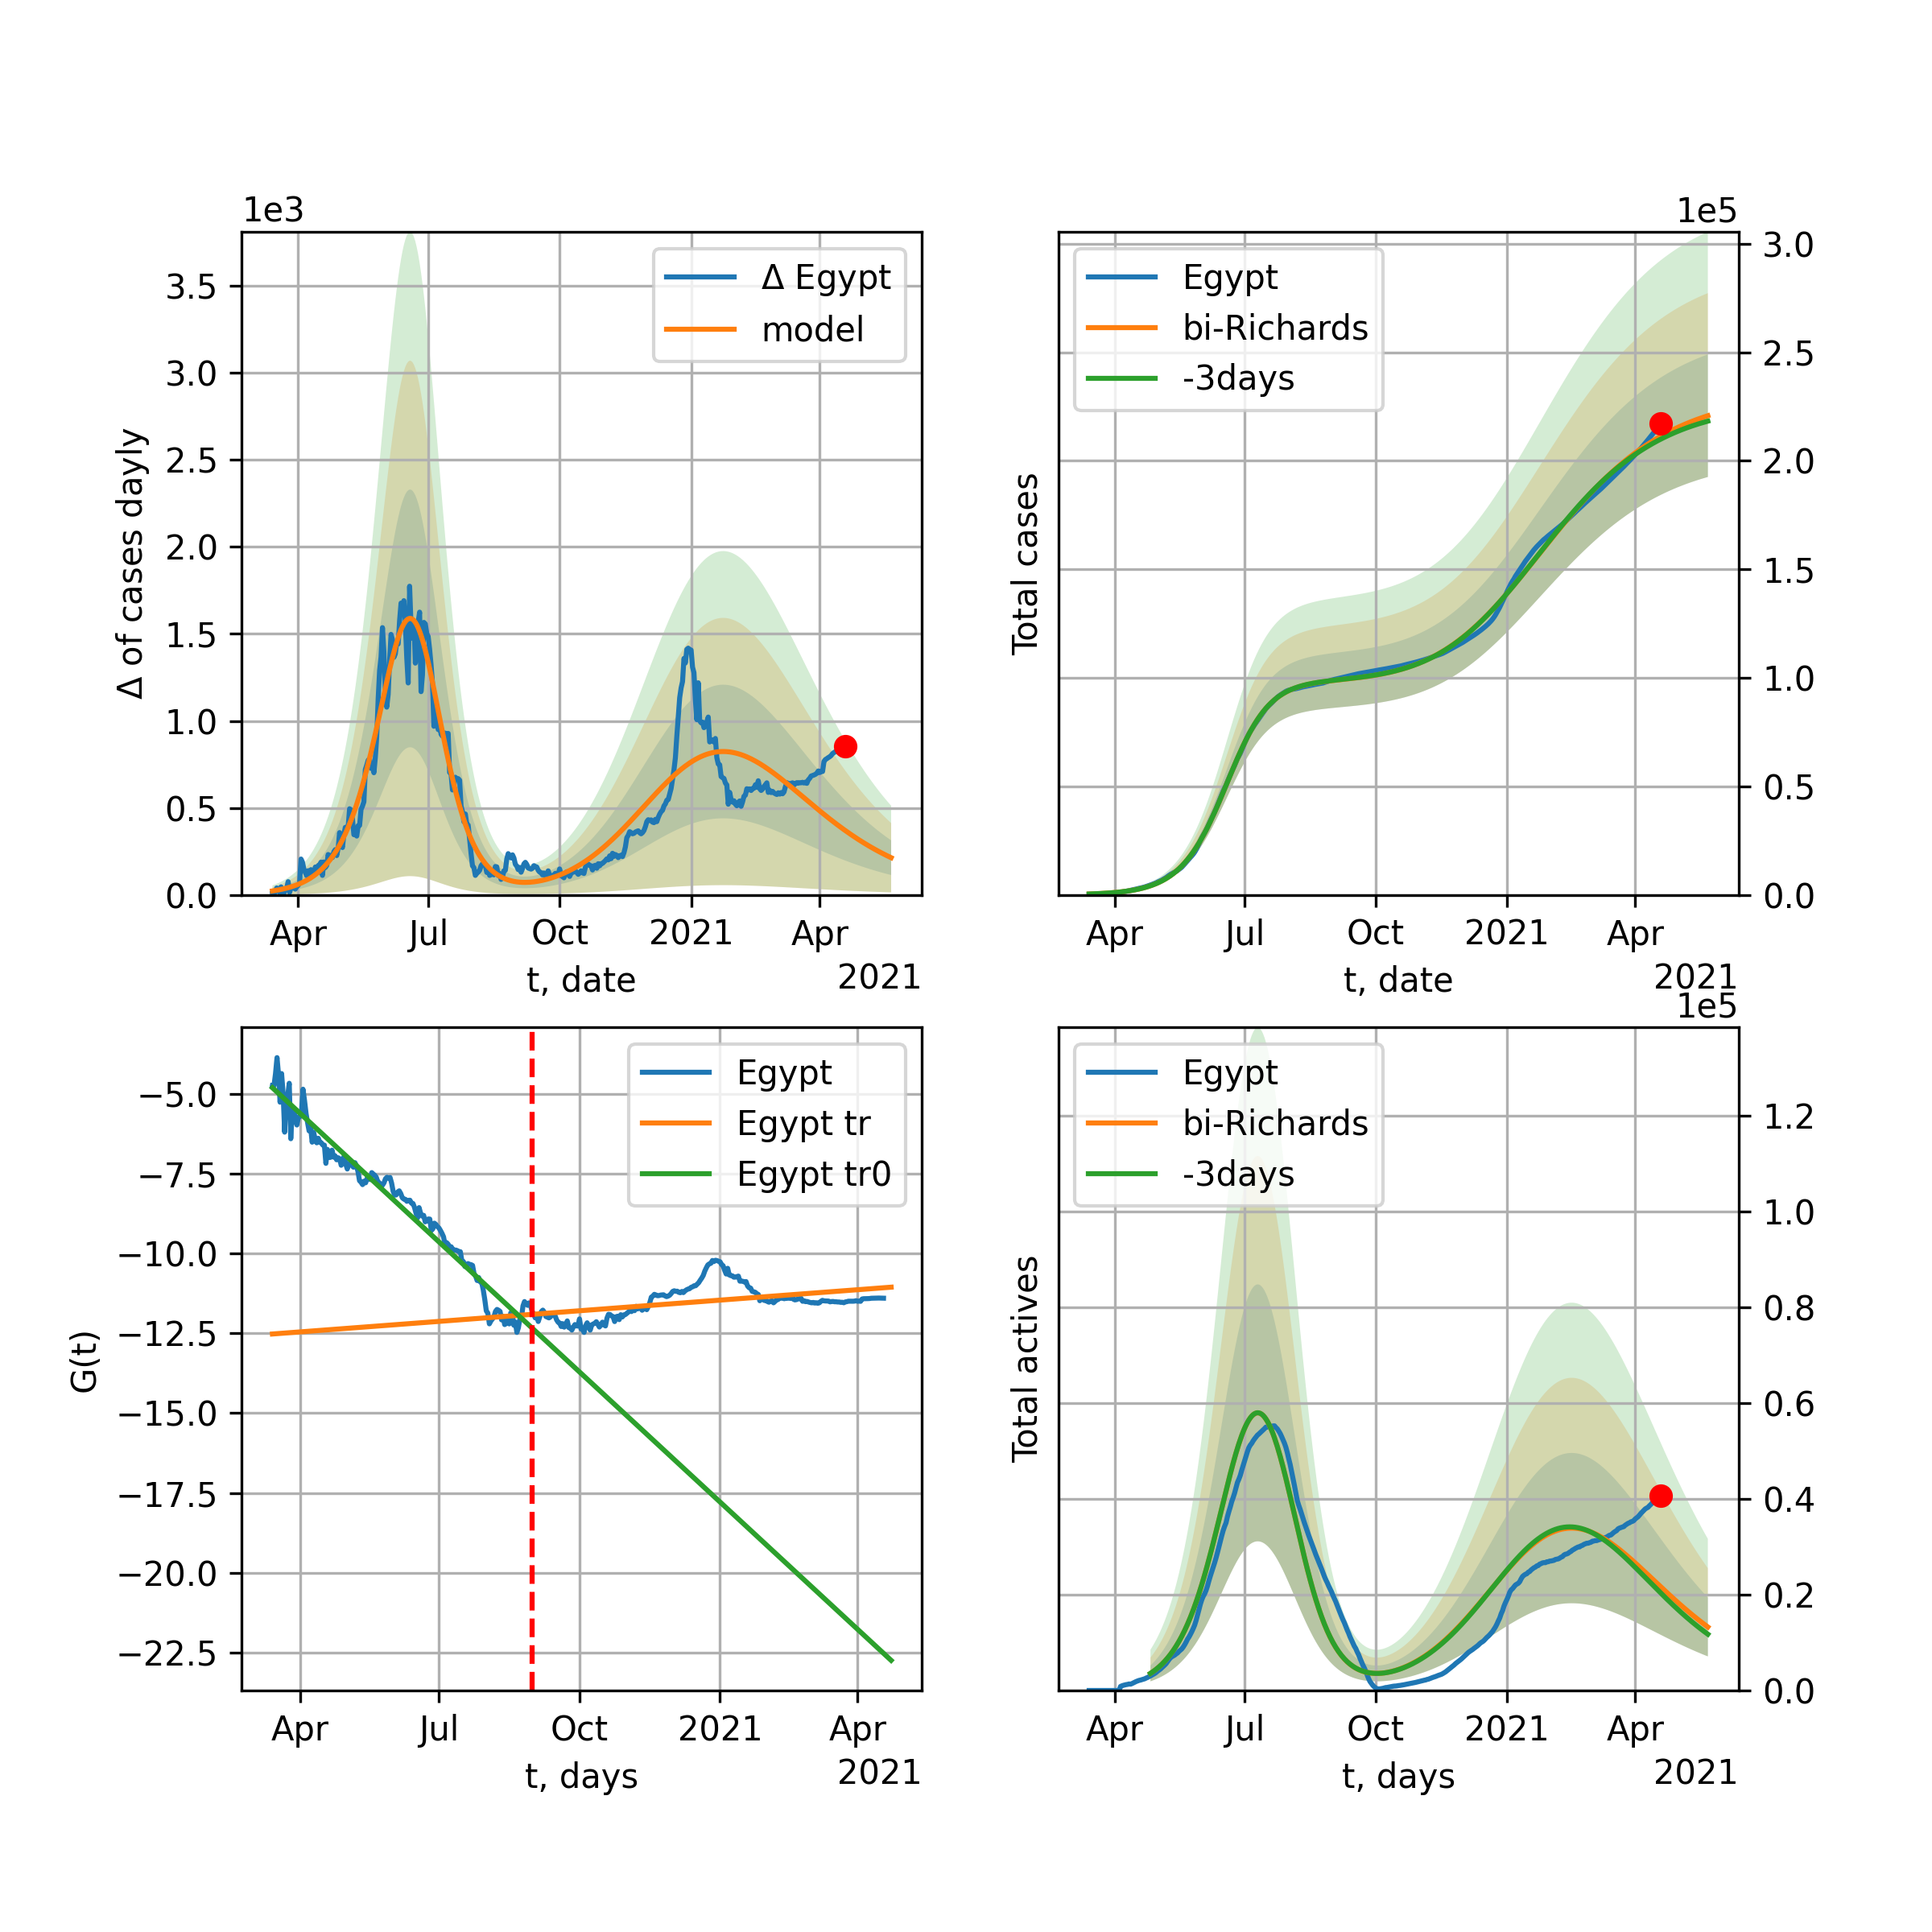 1e3
3.5
3.0
2.5
2.0
1.5
1.0
0.5
0.0
Δ of cases dayly
Δ Egypt
model
Apr Jul Oct 2021 Apr
t, date
2021
1e5
3.0
2.5
2.0
1.5
1.0
0.5
0.0
Total cases
Egypt
bi-Richards
-3days
Apr Jul Oct 2021 Apr
t, date
2021
−5.0
−7.5
−10.0
−12.5
−15.0
−17.5
−20.0
−22.5
G(t)
Egypt
Egypt tr
Egypt tr0
Apr Jul Oct 2021 Apr
t, days
2021
1e5
1.2
1.0
0.8
0.6
0.4
0.2
0.0
Total actives
Egypt
bi-Richards
-3days
Apr Jul Oct 2021 Apr
t, days
2021